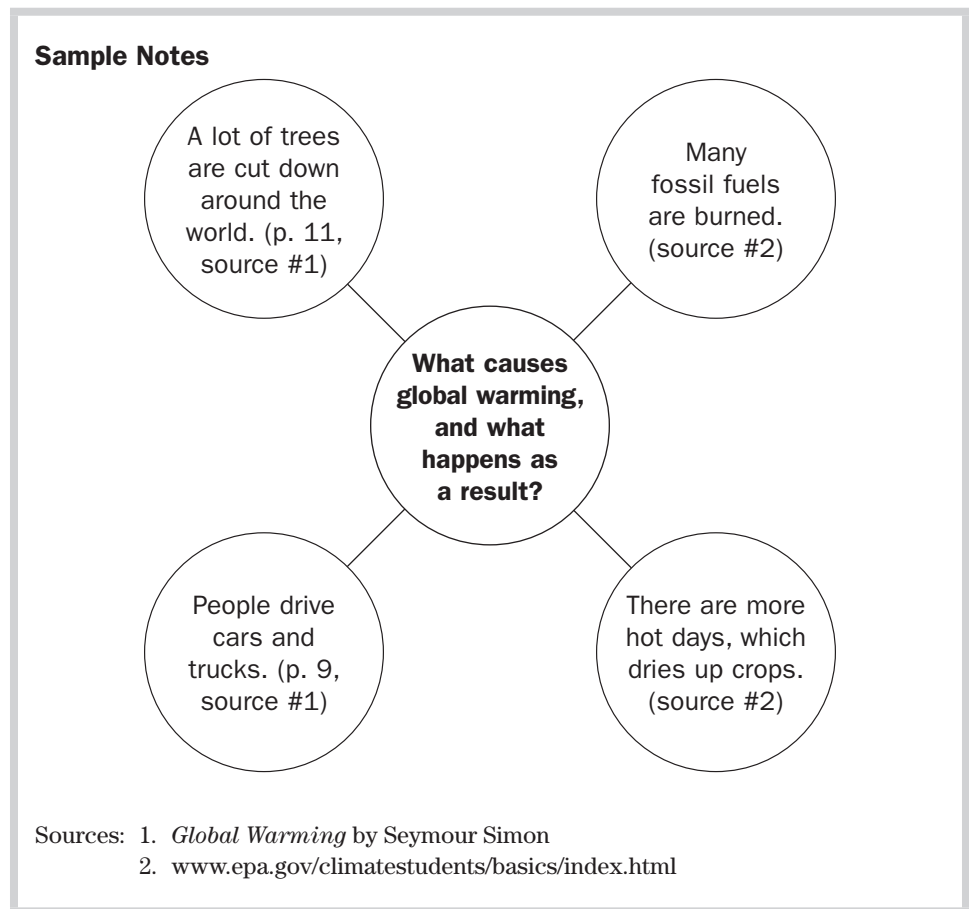 Sample Notes
A lot of trees
are cut down
around the
world. (p. 11,
source #1)
Many
fossil fuels
are burned.
(source #2)
What causes
global warming,
and what
happens as
a result?
People drive
cars and
trucks. (p. 9,
source #1)
There are more
hot days, which
dries up crops.
(source #2)
Sources: 1. Global Warming by Seymour Simon
2. www.epa.gov/climatestudents/basics/index.html